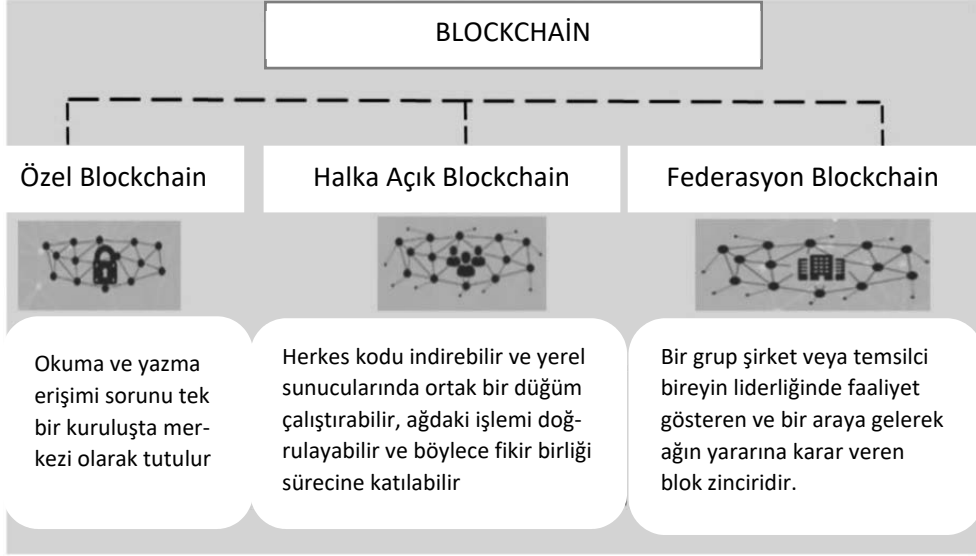 BLOCKCHAİN
Özel Blockchain
Halka Açık Blockchain
Federasyon Blockchain
Okuma ve yazma
erişimi sorunu tek
bir kuruluşta mer-
kezi olarak tutulur
Herkes kodu indirebilir ve yerel
sunucularında ortak bir düğüm
çalıştırabilir, ağdaki işlemi doğ-
rulayabilir ve böylece fikir birliği
sürecine katılabilir
Bir grup şirket veya temsilci
bireyin liderliğinde faaliyet
gösteren ve bir araya gelerek
ağın yararına karar veren
blok zinciridir.